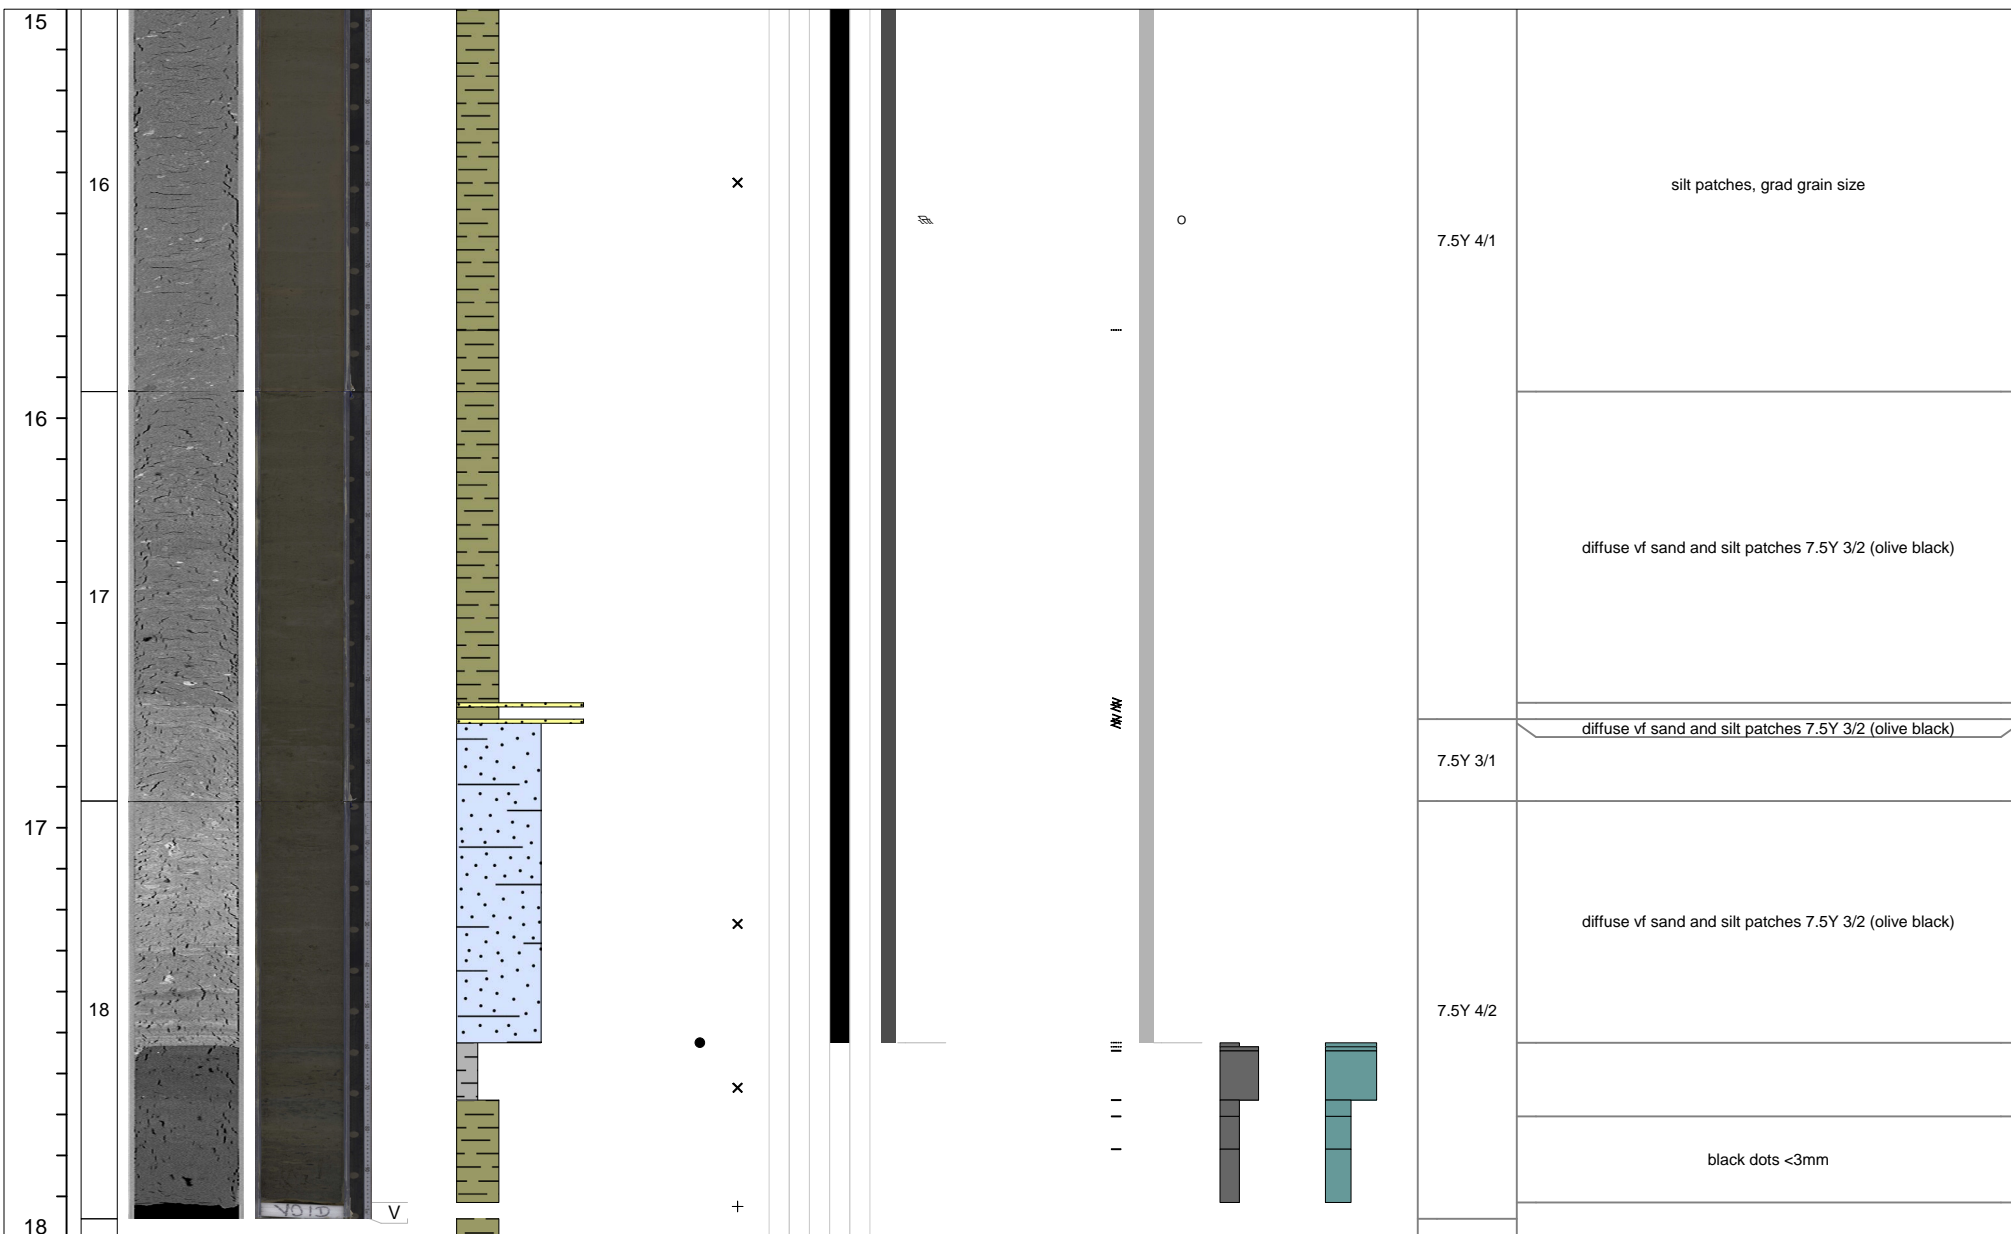 15
16
silt patches, grad grain size
7.5Y 4/1
16
diffuse vf sand and silt patches 7.5Y 3/2 (olive black)
17
diffuse vf sand and silt patches 7.5Y 3/2 (olive black)
7.5Y 3/1
17
diffuse vf sand and silt patches 7.5Y 3/2 (olive black)
18
7.5Y 4/2
black dots <3mm
VOID
V
18